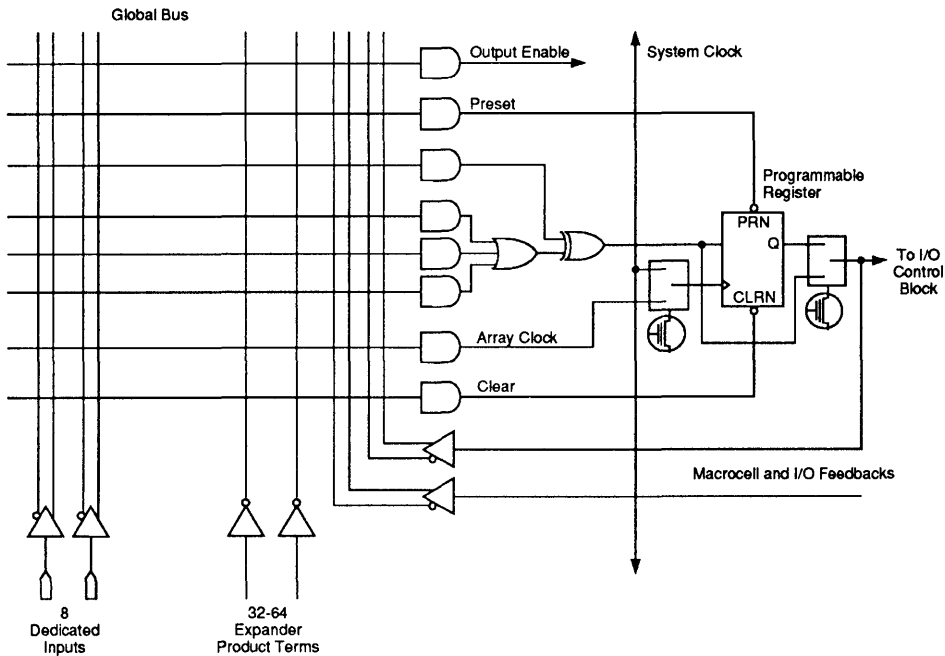 Global Bus
Output Enable
System Clock
Preset
Programmable
Register
PRN
Q
To I/O
Control
Block
CLRN
Array Clock
Clear
Macrocell and I/O Feedbacks
8
Dedicated
Inputs
32-64
Expander
Product Terms